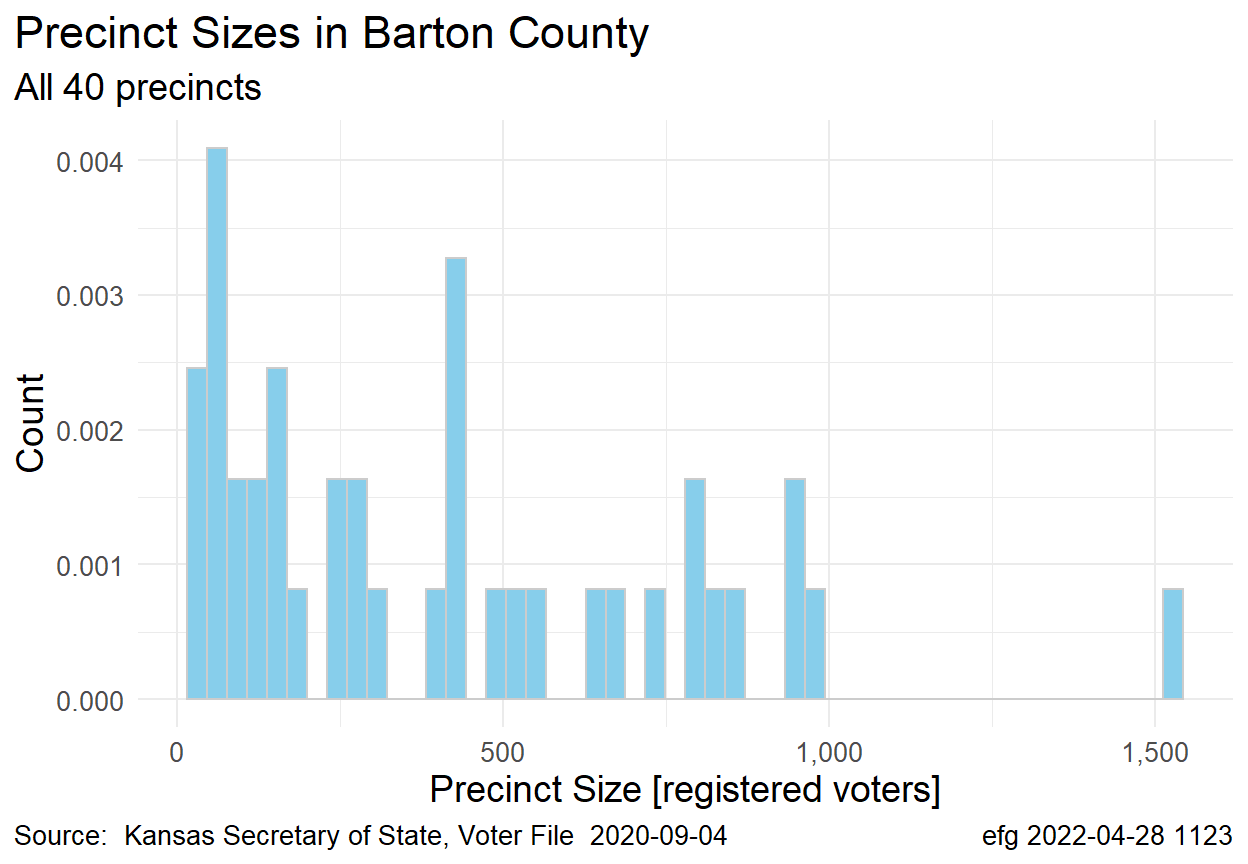 Precinct Sizes in Barton County
All 40 precincts
0.004
0.003
0.002
0.001
0.000
Count
0 500 1,000 1,500
Precinct Size [registered voters]
Source:  Kansas Secretary of State, Voter File  2020-09-04 efg 2022-04-28 1123